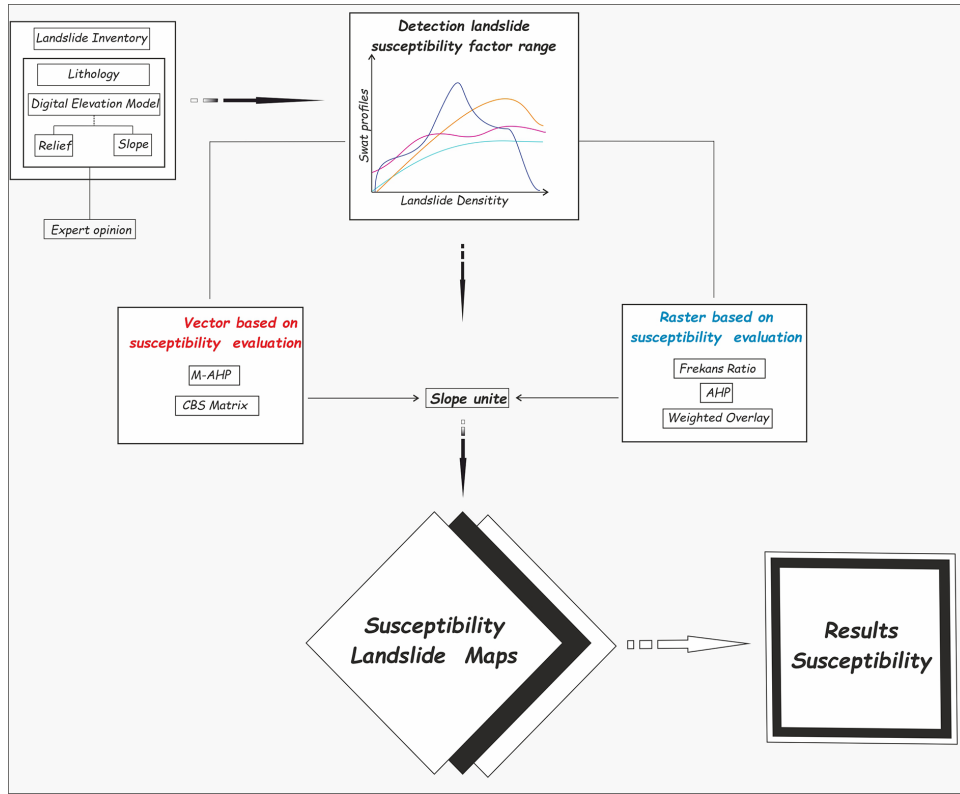 Landslide Inventory
Lithology
Digital Elevation Model
Relief
Slope
Expert opinion
Detection landslide
susceptibility factor range
Swat profiles
Landslide Densitity
Vector based on
susceptibility evaluation
M-AHP
CBS Matrix
Raster based on
susceptibility evaluation
Frekans Ratio
AHP
Weighted Overlay
Slope unite
Susceptibility
Landslide Maps
Results
Susceptibility